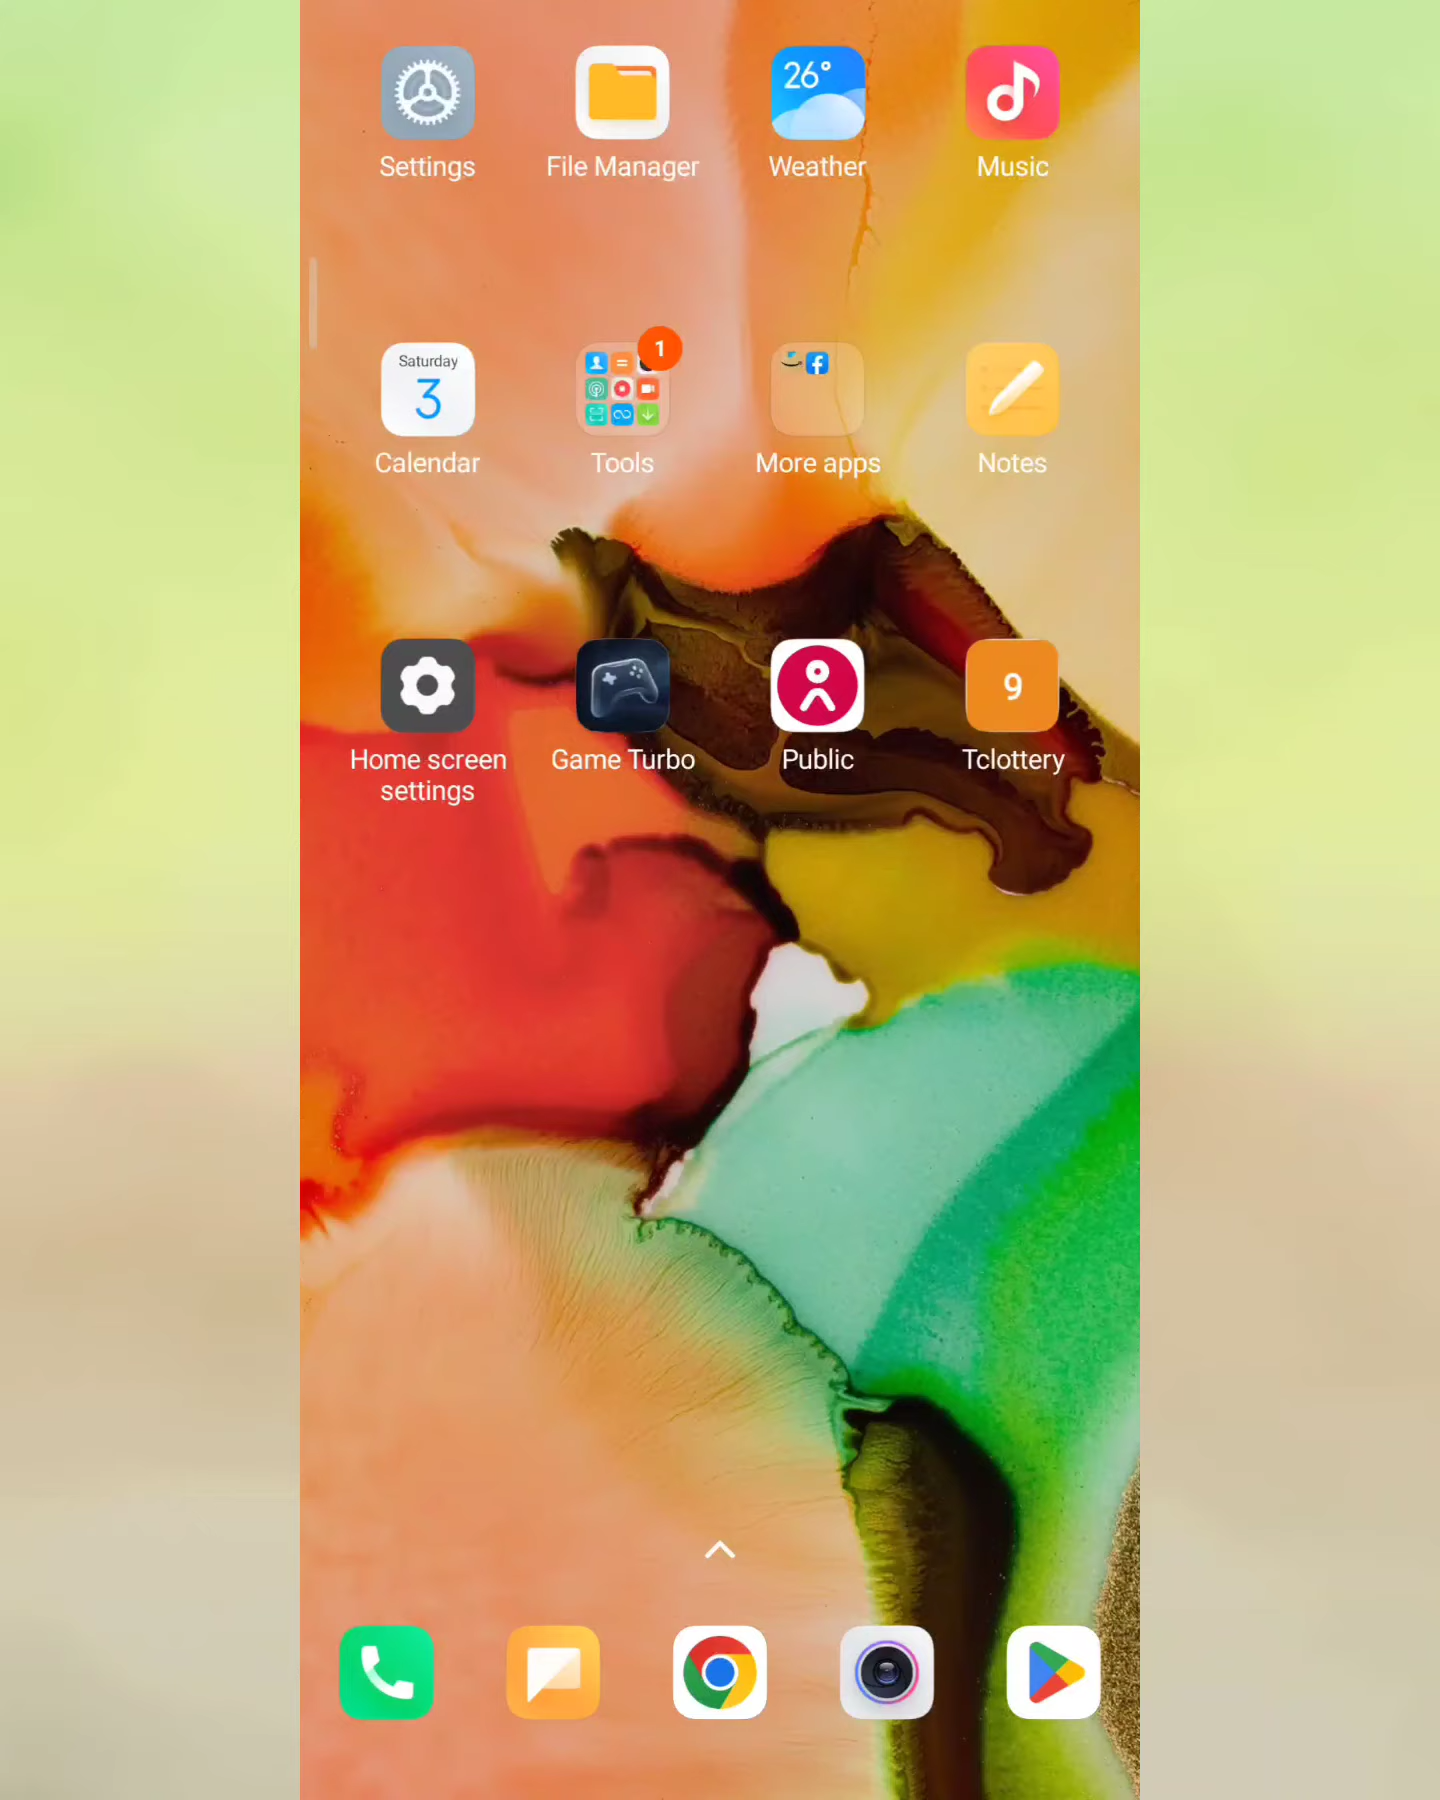 26°
Settings
File Manager
Weather
Music
Saturday
3
1
Calendar
Tools
More apps
Notes
9
Home screen
settings
Game Turbo
Public
Tclottery